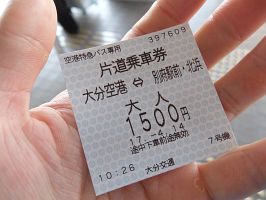 空港特急バス専用
397609
片道乗車券
大分空港 ⇔ 別府駅前・北浜
大人
1500円
17.-4.14
途中下車前途無効
7号機
10:26 大分交通